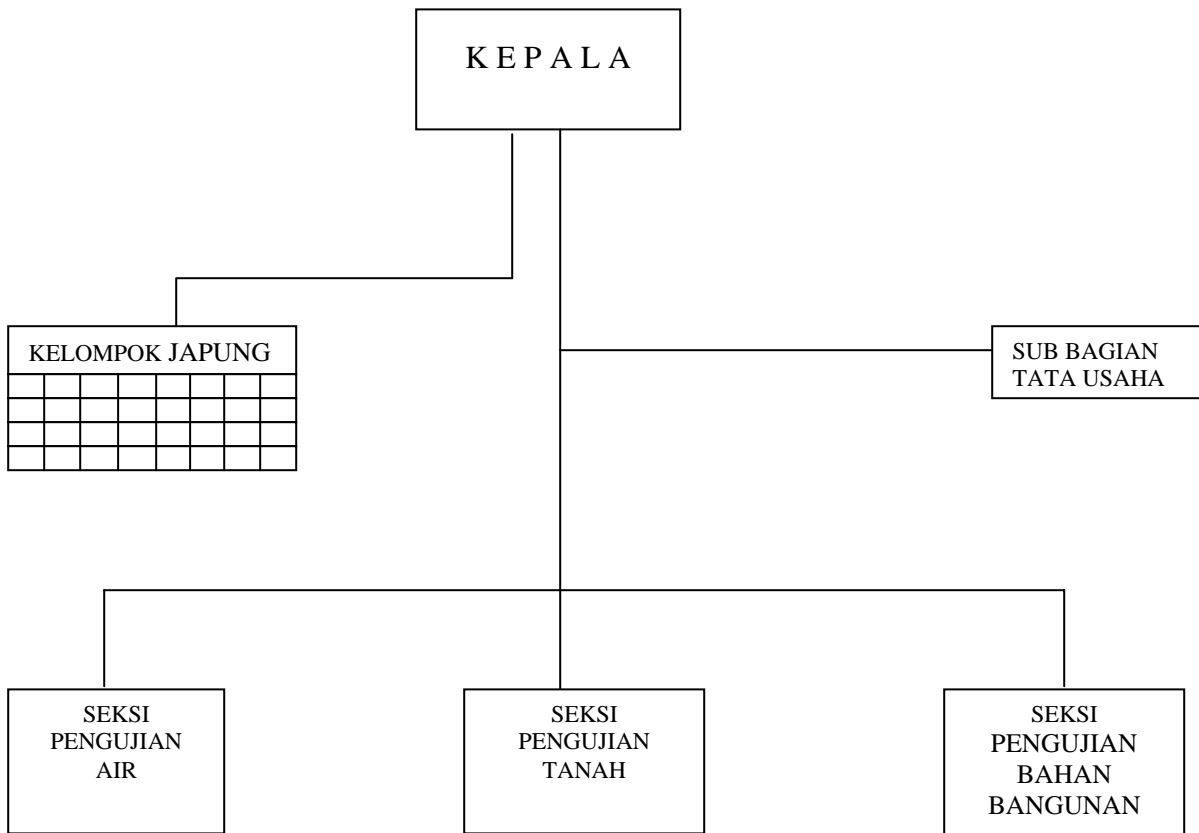 K E P A L A
KELOMPOK JAPUNG
SUB BAGIAN
TATA USAHA
SEKSI
PENGUJIAN
AIR
SEKSI
PENGUJIAN
TANAH
SEKSI
PENGUJIAN
BAHAN
BANGUNAN